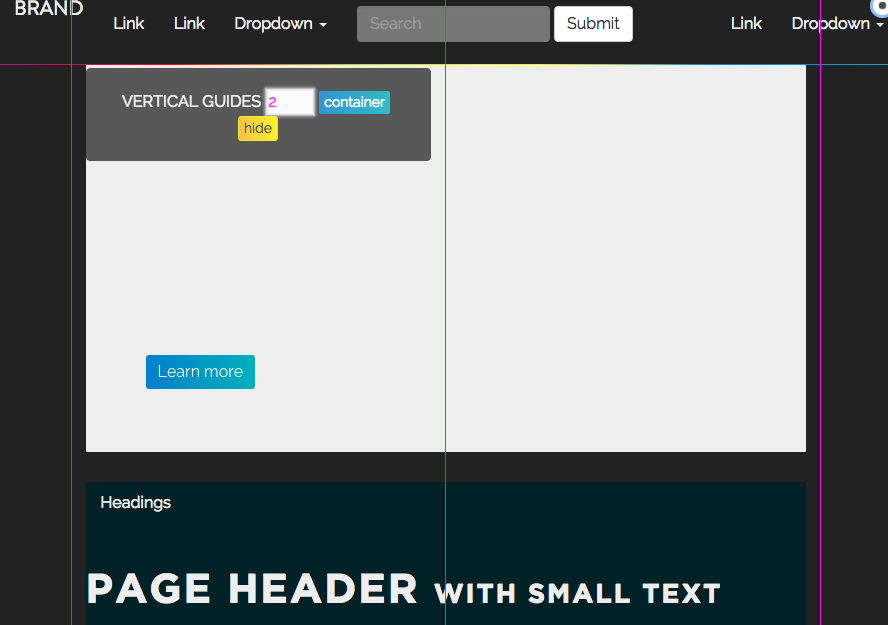 BRAND Link Link Dropdown Search Submit Link Dropdown
VERTICAL GUIDES 2 container
hide
Learn more
Headings
PAGE HEADER WITH SMALL TEXT